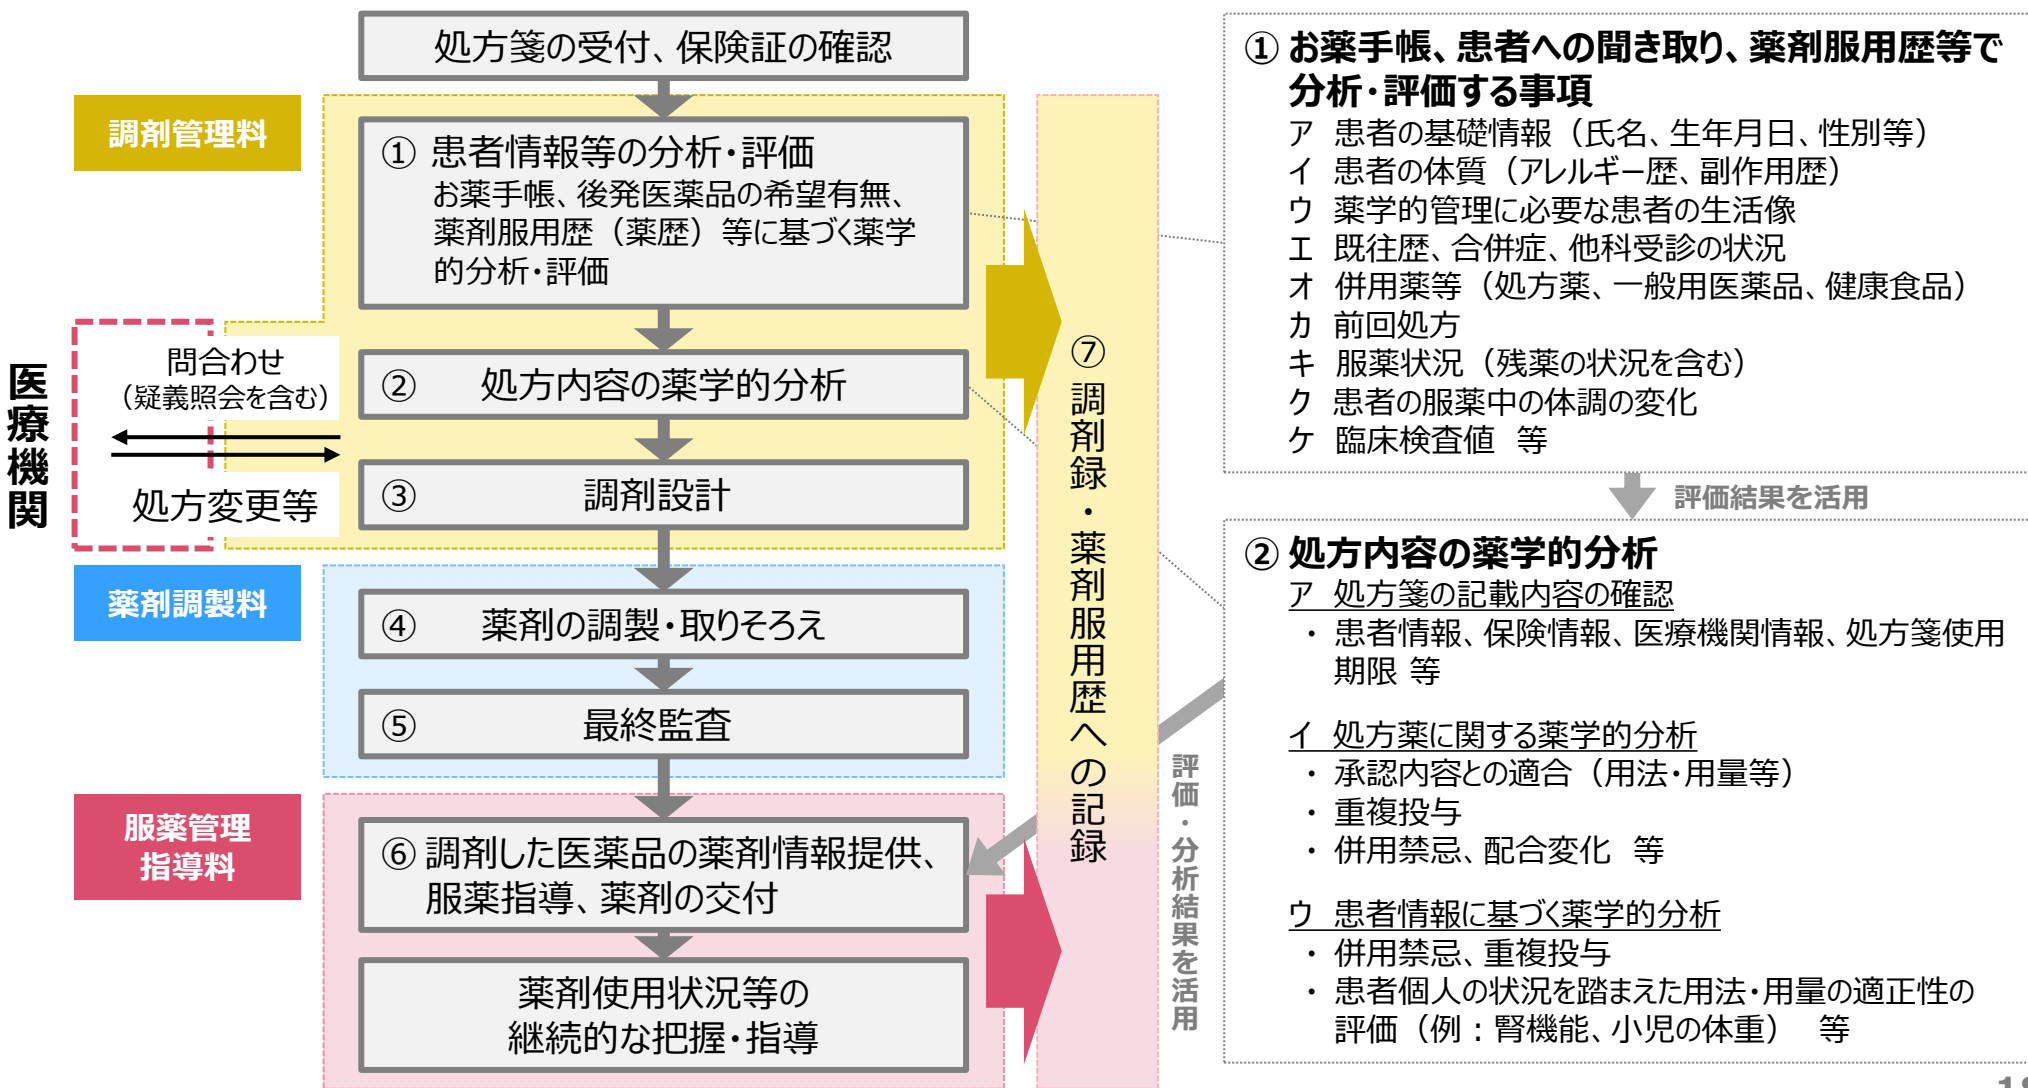 処方箋の受付、保険証の確認
調剤管理料
① 患者情報等の分析・評価
お薬手帳、後発医薬品の希望有無、
薬剤服用歴（薬歴）等に基づく薬学
的分析・評価
医療機関
問合わせ
（疑義照会を含む）
処方変更等
② 処方内容の薬学的分析
③ 調剤設計
薬剤調製料
④ 薬剤の調製・取りそろえ
⑤ 最終監査
服薬管理
指導料
⑥ 調剤した医薬品の薬剤情報提供、
服薬指導、薬剤の交付
薬剤使用状況等の
継続的な把握・指導
⑦調剤録・薬剤服用歴への記録
① お薬手帳、患者への聞き取り、薬剤服用歴等で
分析・評価する事項
ア 患者の基礎情報（氏名、生年月日、性別等）
イ 患者の体質（アレルギー歴、副作用歴）
ウ 薬学的管理に必要な患者の生活像
エ 既往歴、合併症、他科受診の状況
オ 併用薬等（処方薬、一般用医薬品、健康食品）
カ 前回処方
キ 服薬状況（残薬の状況を含む）
ク 患者の服薬中の体調の変化
ケ 臨床検査値 等
評価結果を活用
② 処方内容の薬学的分析
ア 処方箋の記載内容の確認
・ 患者情報、保険情報、医療機関情報、処方箋使用
期限 等
イ 処方薬に関する薬学的分析
・ 承認内容との適合（用法・用量等）
・ 重複投与
・ 併用禁忌、配合変化 等
ウ 患者情報に基づく薬学的分析
・ 併用禁忌、重複投与
・ 患者個人の状況を踏まえた用法・用量の適正性の
評価（例：腎機能、小児の体重） 等
評価・分析結果を活用